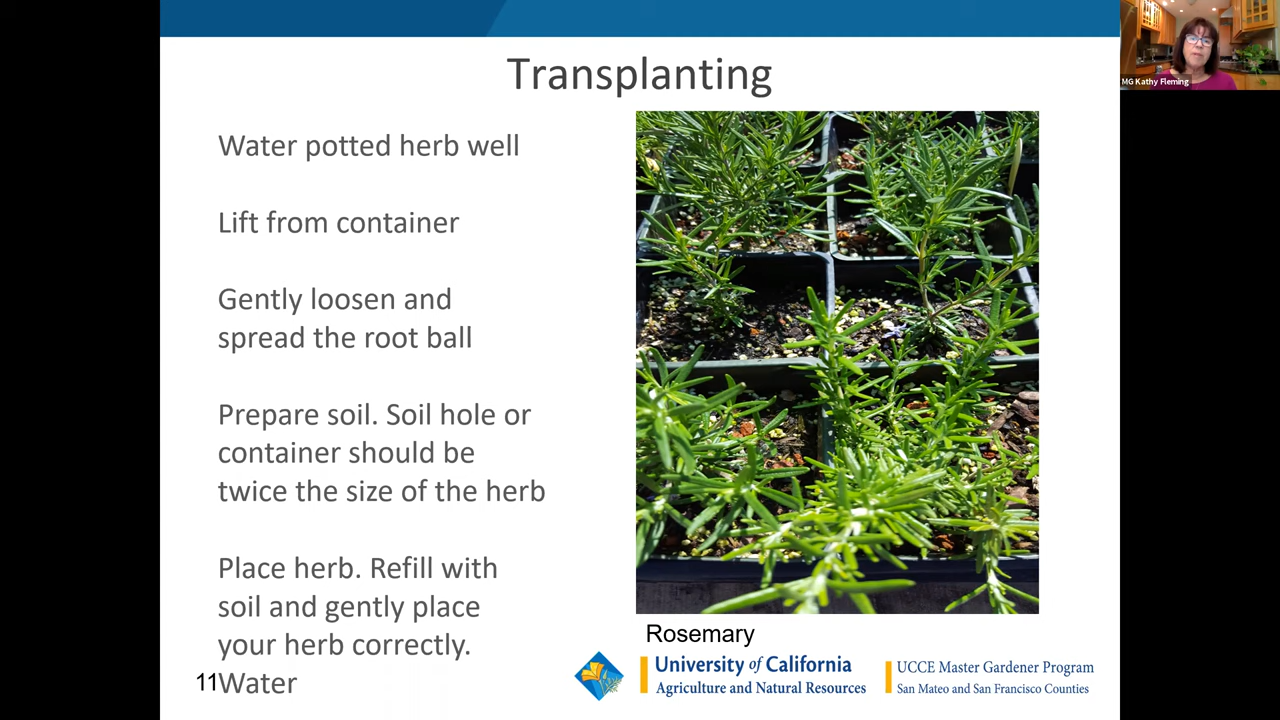 Transplanting
MG Kathy Fleming
Water potted herb well
Lift from container
Gently loosen and
spread the root ball
Prepare soil. Soil hole or
container should be
twice the size of the herb
Place herb. Refill with
soil and gently place
your herb correctly.
Water
11
Rosemary
University of California
Agriculture and Natural Resources
UCCE Master Gardener Program
San Mateo and San Francisco Counties